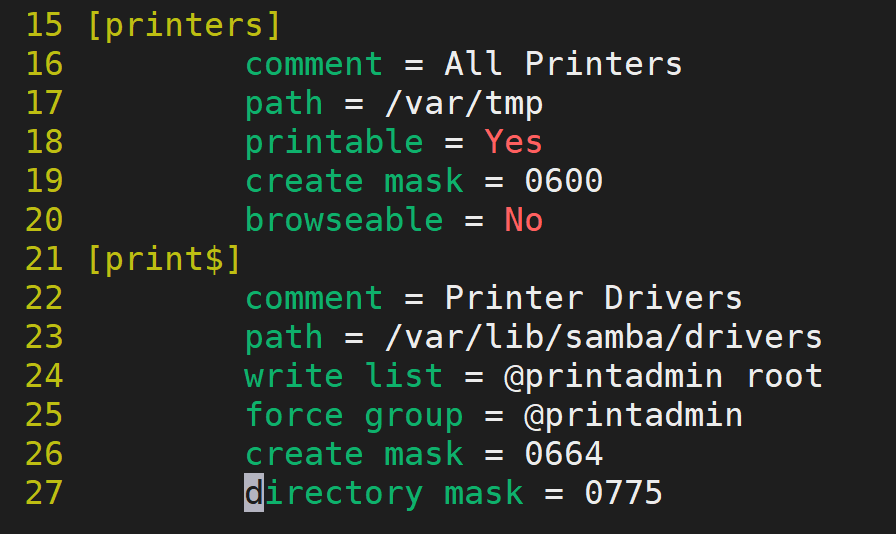 15 [printers]
16 comment = All Printers
17 path = /var/tmp
18 printable = Yes
19 create mask = 0600
20 browseable = No
21 [print$]
22 comment = Printer Drivers
23 path = /var/lib/samba/drivers
24 write list = @printadmin root
25 force group = @printadmin
26 create mask = 0664
27 directory mask = 0775